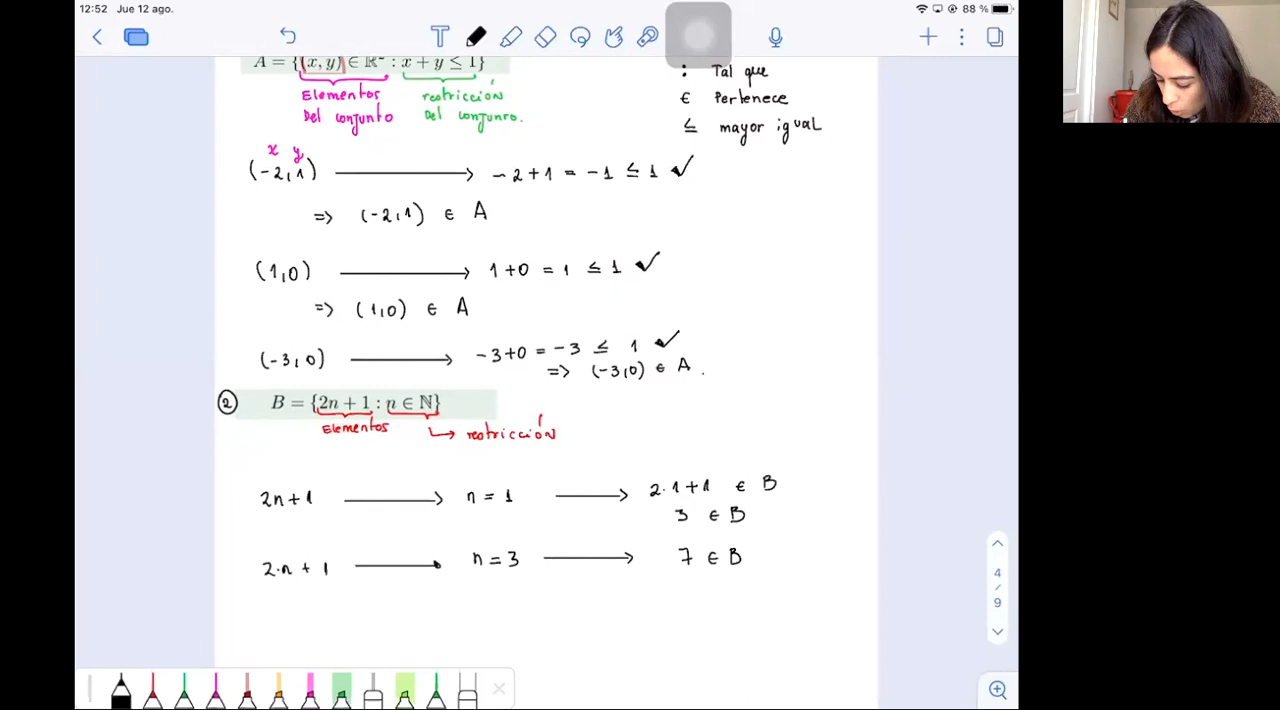 12:52 Jue 12 ago.
88 %
A = {(x, y) ∈ ℝ² : x + y ≤ 1}
Elementos
Del conjunto
restricción
Del conjunro.
: Tal que
∈ Pertenece
≤ mayor igual
x y
(-2,1) → -2+1 = -1 ≤ 1 ✓
=> (-2,1) ∈ A
(1,0) → 1+0 = 1 ≤ 1 ✓
=> (1,0) ∈ A
(-3,0) → -3+0 = -3 ≤ 1 ✓
=> (-3,0) ∈ A .
2 B = {2n + 1 : n ∈ ℕ}
Elementos
↳ restricción
2n+1 → n = 1 → 2·1+1 ∈ B
3 ∈ B
2·n + 1 → n = 3 → 7 ∈ B
4
/
9